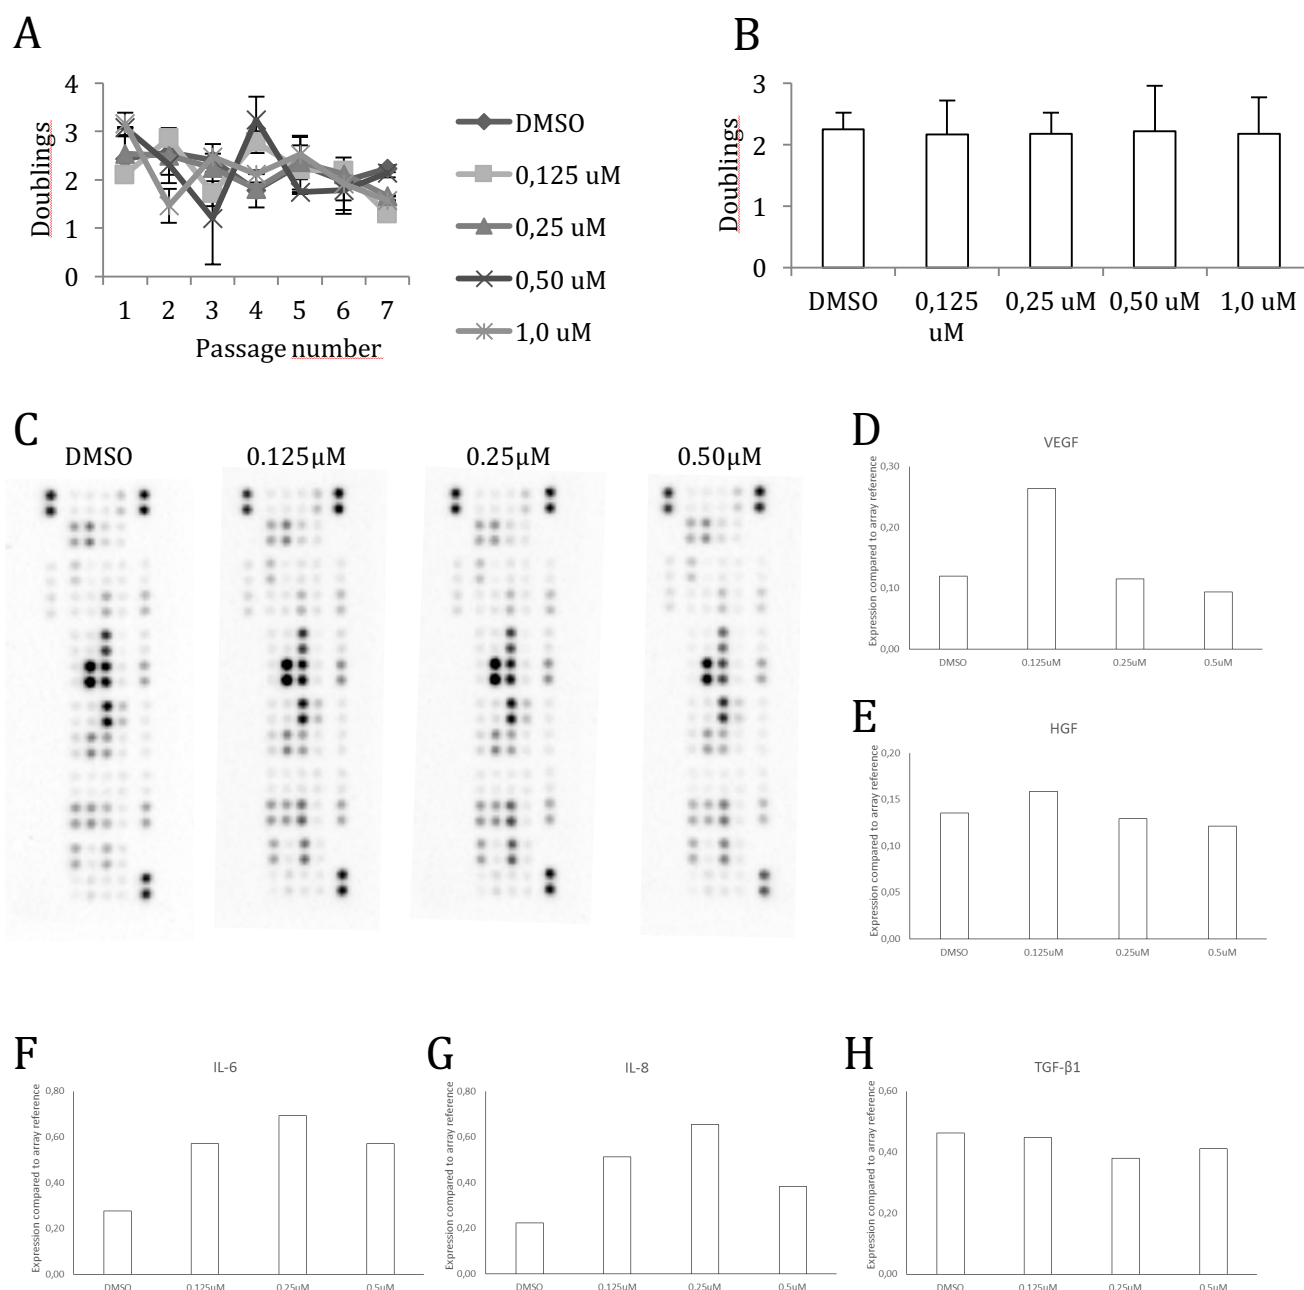 A
4
3
2
1
0
Doublings
1 2 3 4 5 6 7
Passage number
DMSO
0,125 uM
0,25 uM
0,50 uM
1,0 uM
B
3
2
1
0
Doublings
DMSO 0,125 0,25 uM 0,50 uM 1,0 uM
uM
C
DMSO 0.125µM 0.25µM 0.50µM
D
VEGF
Expression compared to array reference
0,30
0,20
0,10
0,00
DMSO 0.125uM 0.25uM 0.5uM
E
HGF
Expression compared to array reference
0,20
0,15
0,10
0,05
0,00
DMSO 0.125uM 0.25uM 0.5uM
F
IL-6
Expression compared to array reference
0,80
0,60
0,40
0,20
0,00
DMSO 0.125uM 0.25uM 0.5uM
G
IL-8
Expression compared to array reference
0,80
0,60
0,40
0,20
0,00
DMSO 0.125uM 0.25uM 0.5uM
H
TGF-β1
Expression compared to array reference
0,60
0,40
0,20
0,00
DMSO 0.125uM 0.25uM 0.5uM